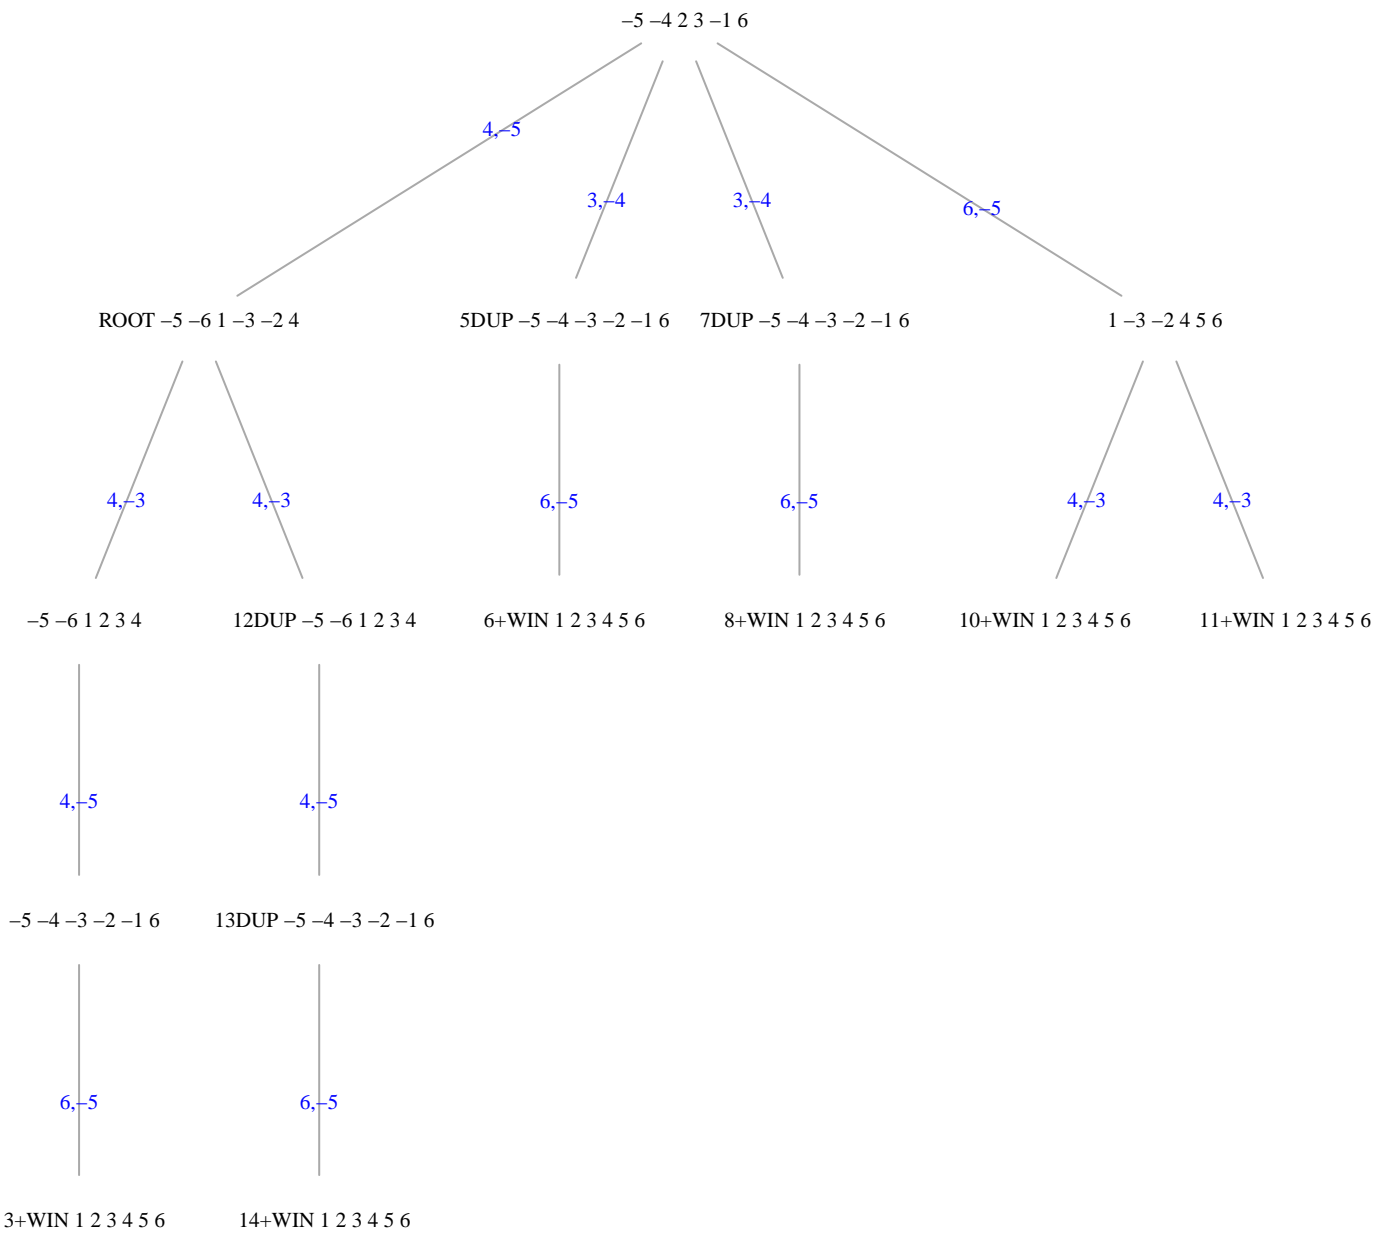 –5 –4 2 3 –1 6
4,–5
3,–4
3,–4
6,–5
ROOT –5 –6 1 –3 –2 4
5DUP –5 –4 –3 –2 –1 6
7DUP –5 –4 –3 –2 –1 6
1 –3 –2 4 5 6
4,–3
4,–3
6,–5
6,–5
4,–3
4,–3
–5 –6 1 2 3 4
12DUP –5 –6 1 2 3 4
6+WIN 1 2 3 4 5 6
8+WIN 1 2 3 4 5 6
10+WIN 1 2 3 4 5 6
11+WIN 1 2 3 4 5 6
4,–5
4,–5
–5 –4 –3 –2 –1 6
13DUP –5 –4 –3 –2 –1 6
6,–5
6,–5
3+WIN 1 2 3 4 5 6
14+WIN 1 2 3 4 5 6